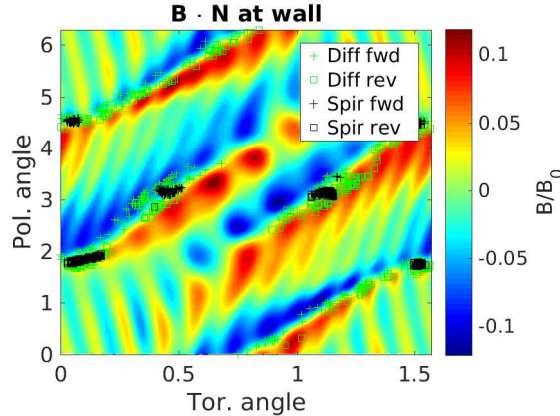 B · N at wall
6
5
4
3
2
1
0
Pol. angle
0
0.5
1
1.5
Tor. angle
Diff fwd
Diff rev
Spir fwd
Spir rev
0.1
0.05
0
-0.05
-0.1
B/B0